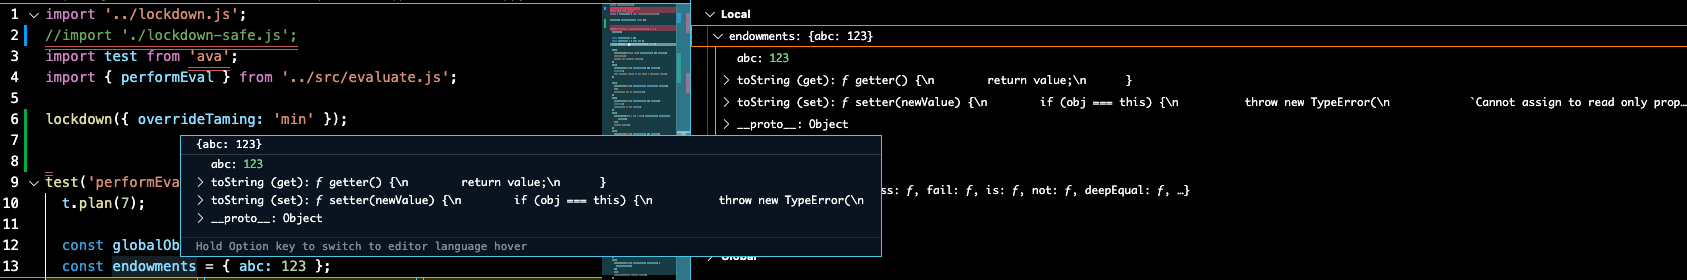 1 import '../lockdown.js';
2 //import './lockdown-safe.js';
3 import test from 'ava';
4 import { performEval } from '../src/evaluate.js';
5
6 lockdown({ overrideTaming: 'min' });
7
8
9 test('performEva
10 t.plan(7);
11
12 const globalOb
13 const endowments = { abc: 123 };
{abc: 123}
abc: 123
> toString (get): ƒ getter() {\n        return value;\n      }
> toString (set): ƒ setter(newValue) {\n        if (obj === this) {\n          throw new TypeError(\n
> __proto__: Object
Hold Option key to switch to editor language hover
Local
endowments: {abc: 123}
abc: 123
> toString (get): ƒ getter() {\n        return value;\n      }
> toString (set): ƒ setter(newValue) {\n        if (obj === this) {\n          throw new TypeError(\n            `Cannot assign to read only prop…
> __proto__: Object
ss: ƒ, fail: ƒ, is: ƒ, not: ƒ, deepEqual: ƒ, …}